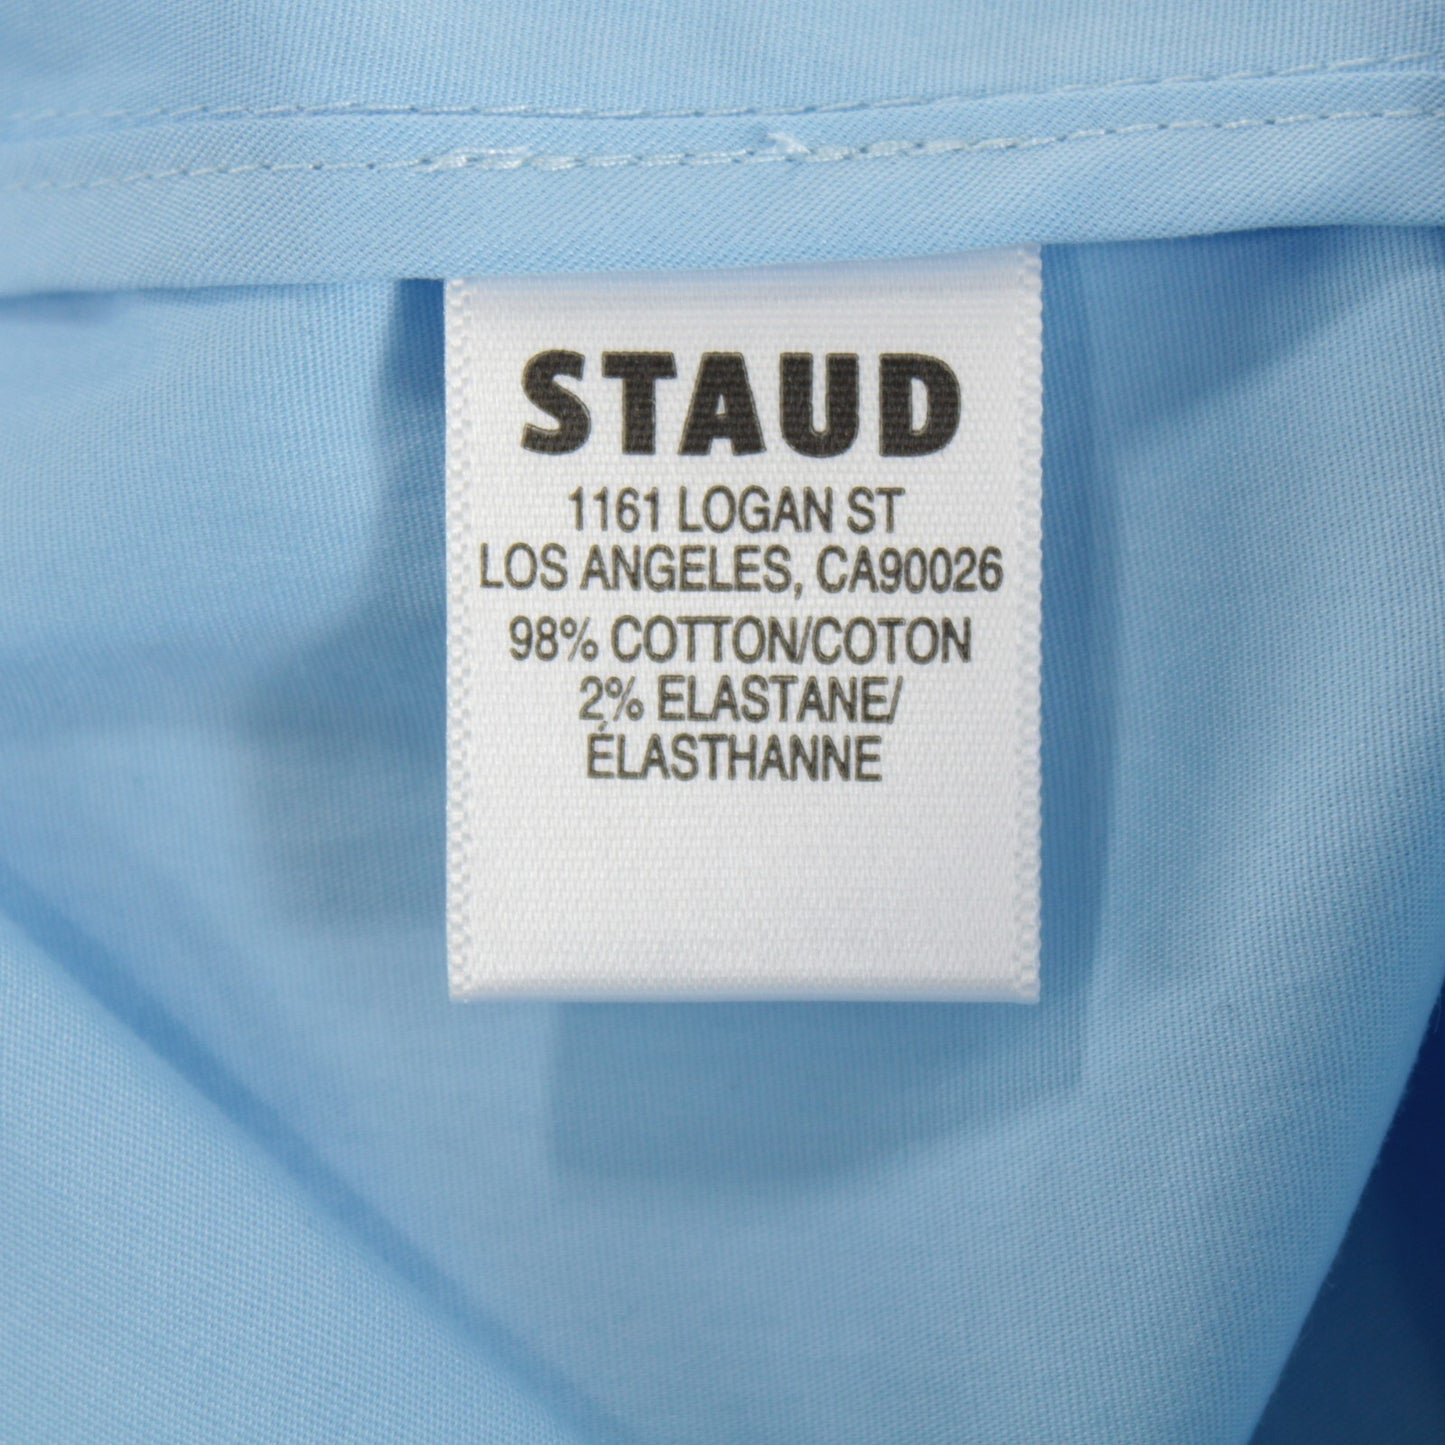 STAUD
1161 LOGAN ST
LOS ANGELES, CA90026
98% COTTON/COTON
2% ELASTANE/
ÉLASTHANNE